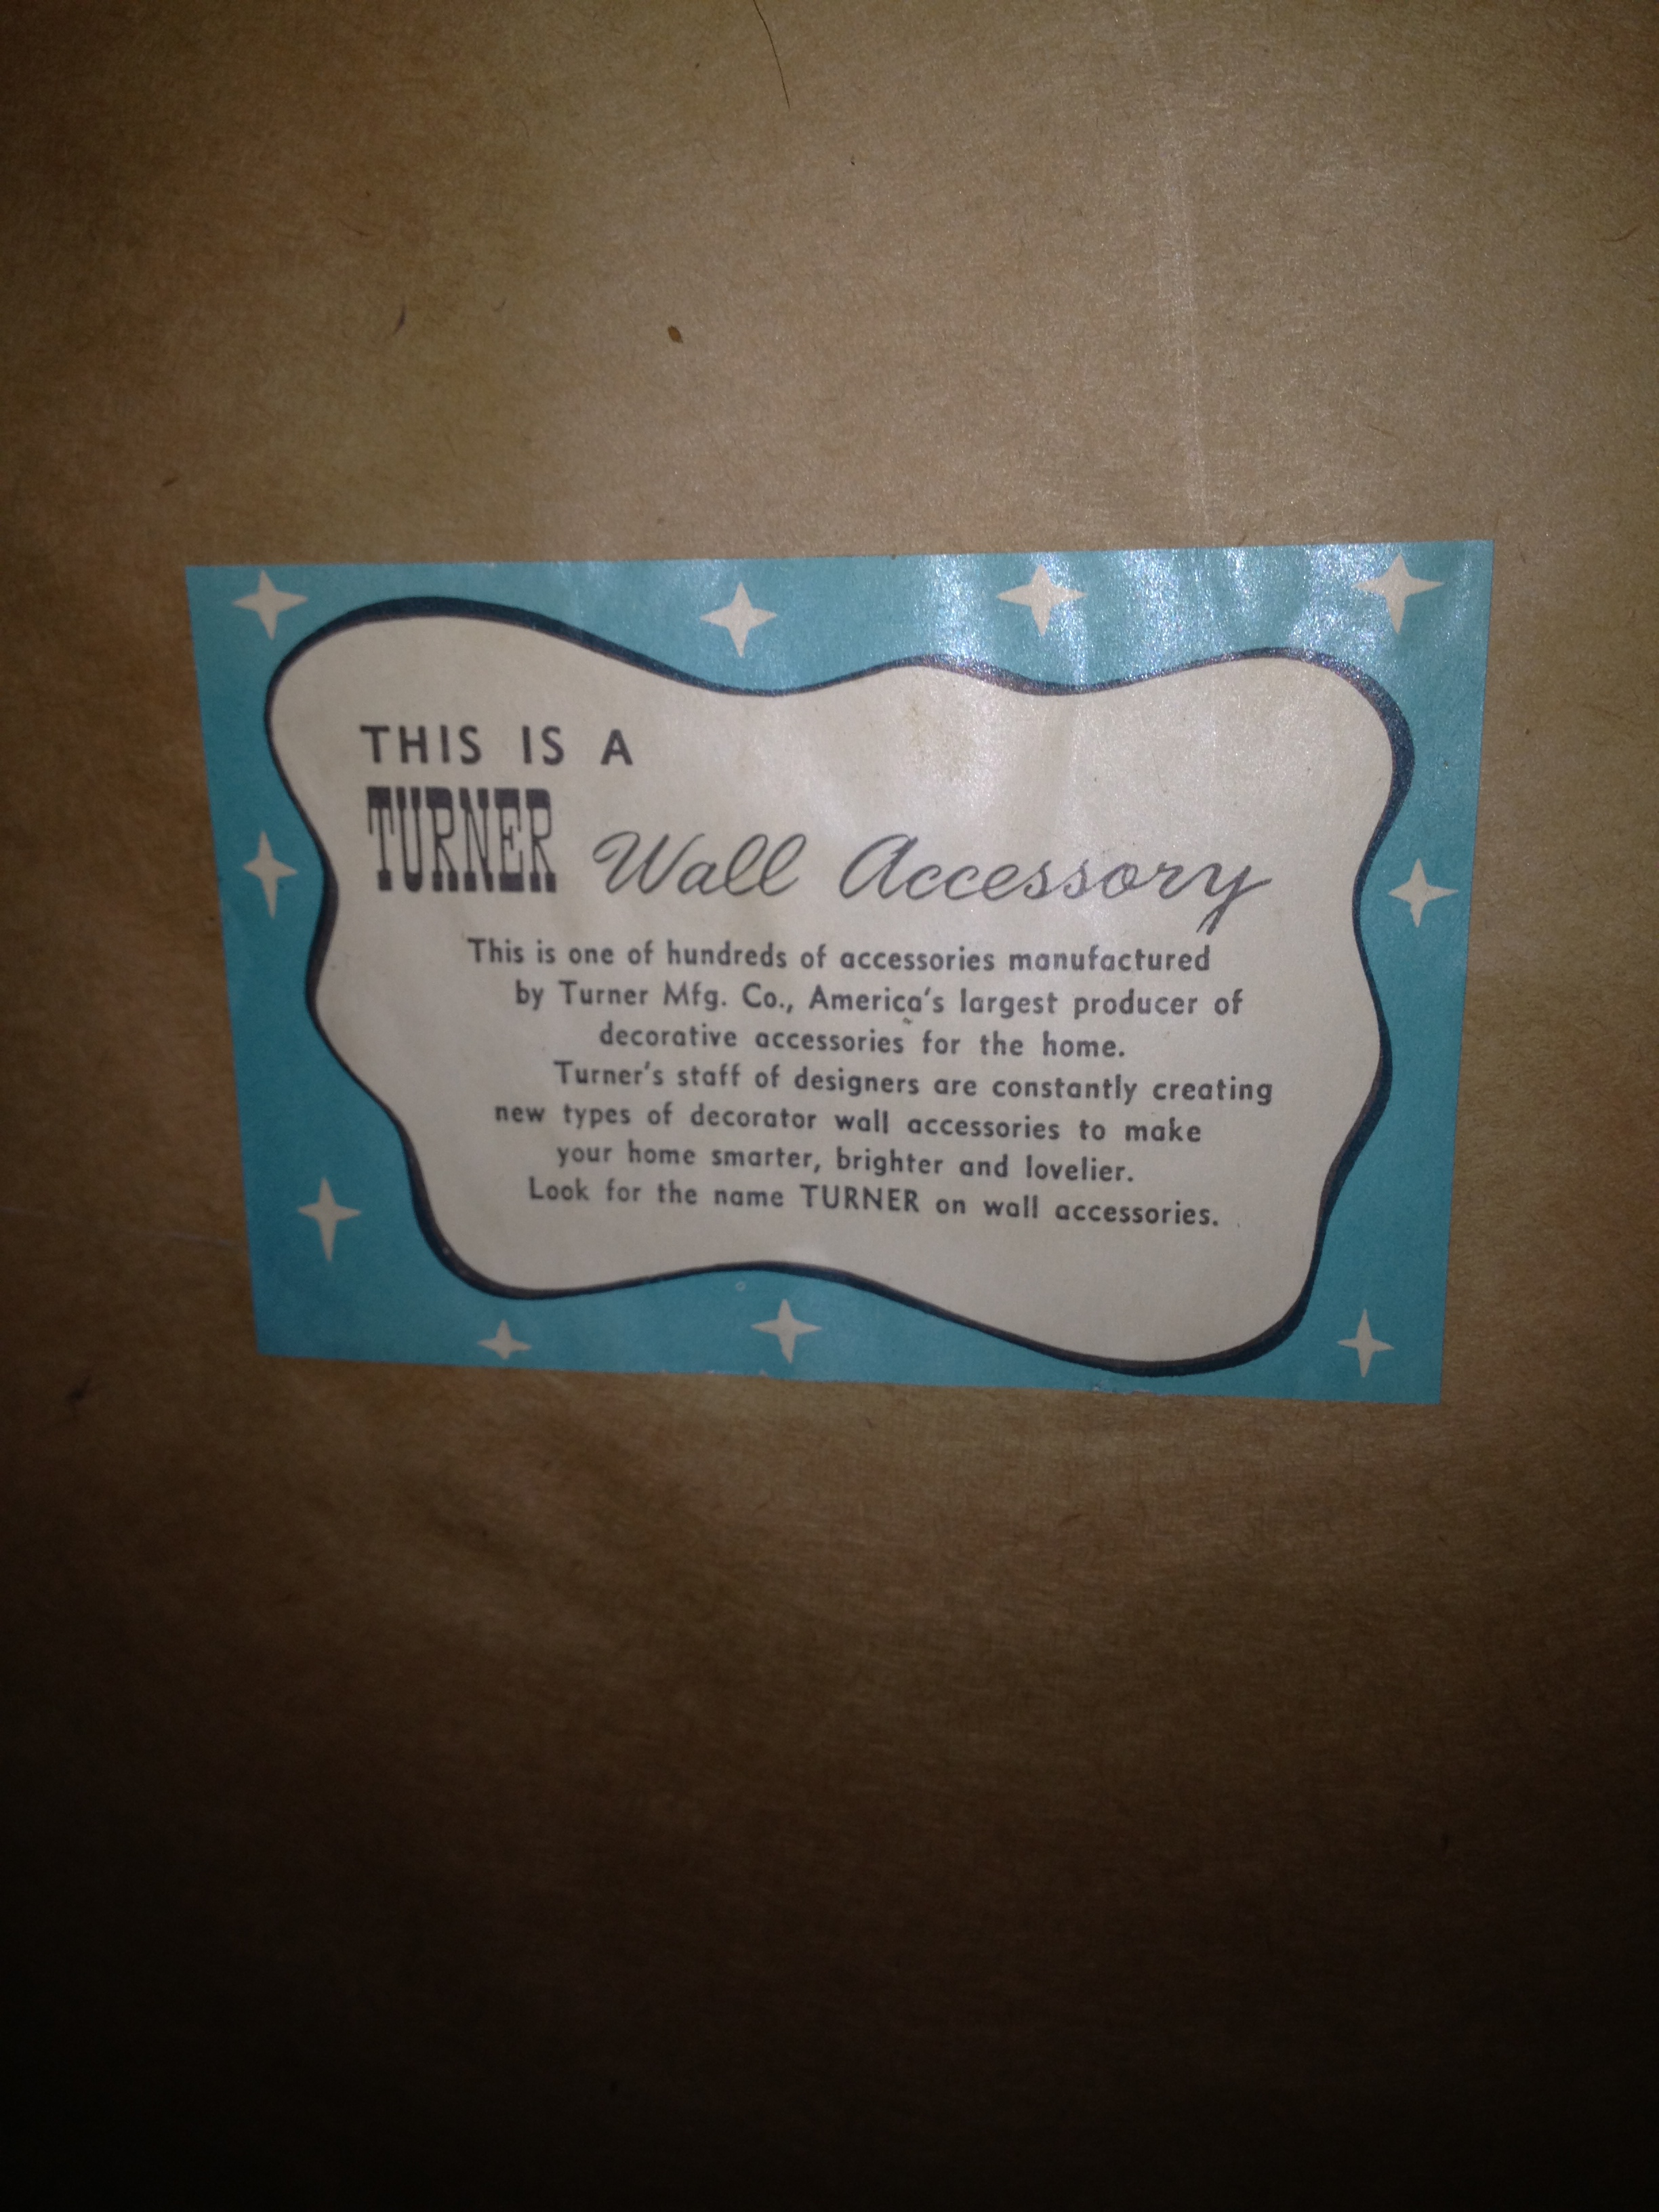 THIS IS A
TURNER Wall Accessory
This is one of hundreds of accessories manufactured
by Turner Mfg. Co., America's largest producer of
decorative accessories for the home.
Turner's staff of designers are constantly creating
new types of decorator wall accessories to make
your home smarter, brighter and lovelier.
Look for the name TURNER on wall accessories.